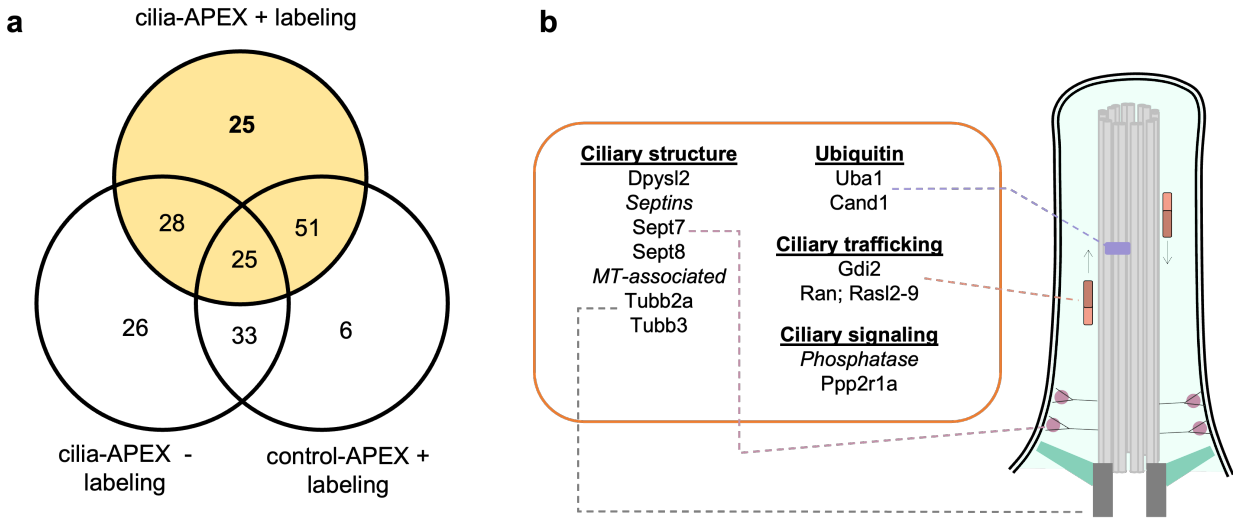 a
cilia-APEX + labeling
25
28
51
25
26
33
6
cilia-APEX -
labeling
control-APEX +
labeling
b
Ciliary structure
Dpysl2
Septins
Sept7
Sept8
MT-associated
Tubb2a
Tubb3
Ubiquitin
Uba1
Cand1
Ciliary trafficking
Gdi2
Ran; Rasl2-9
Ciliary signaling
Phosphatase
Ppp2r1a